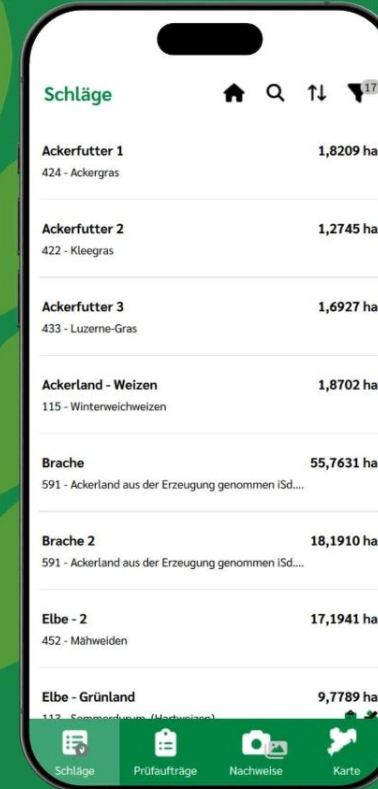 Schläge
17
Ackerfutter 1
1,8209 ha
424 - Ackergras
Ackerfutter 2
1,2745 ha
422 - Kleegras
Ackerfutter 3
1,6927 ha
433 - Luzerne-Gras
Ackerland - Weizen
1,8702 ha
115 - Winterweichweizen
Brache
55,7631 ha
591 - Ackerland aus der Erzeugung genommen iSd....
Brache 2
18,1910 ha
591 - Ackerland aus der Erzeugung genommen iSd....
Elbe - 2
17,1941 ha
452 - Mähweiden
Elbe - Grünland
9,7789 ha
113 - Sommerdurum (Hartweizen)
Schläge
Prüfaufträge
Nachweise
Karte